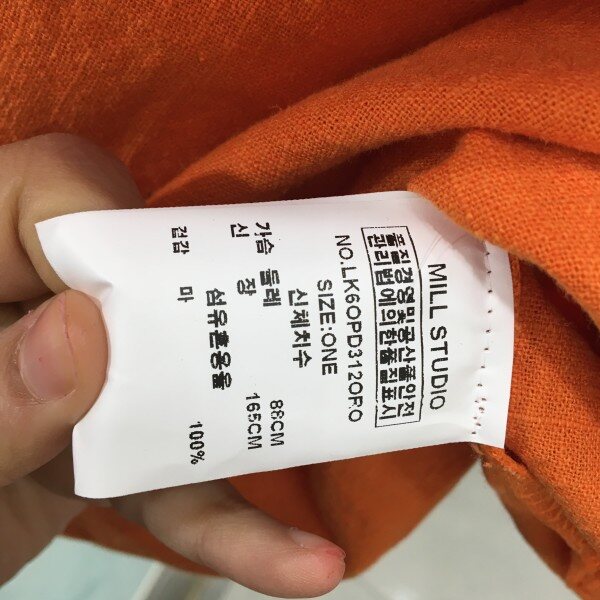 MILL STUDIO
품질경영및공산품안전
관리법에의한품질표시
NO.LK6OPD312ORO
SIZE:ONE
신체치수
가슴 둘레 88CM
신 장 165CM
섬유혼용율
겉감 마 100%